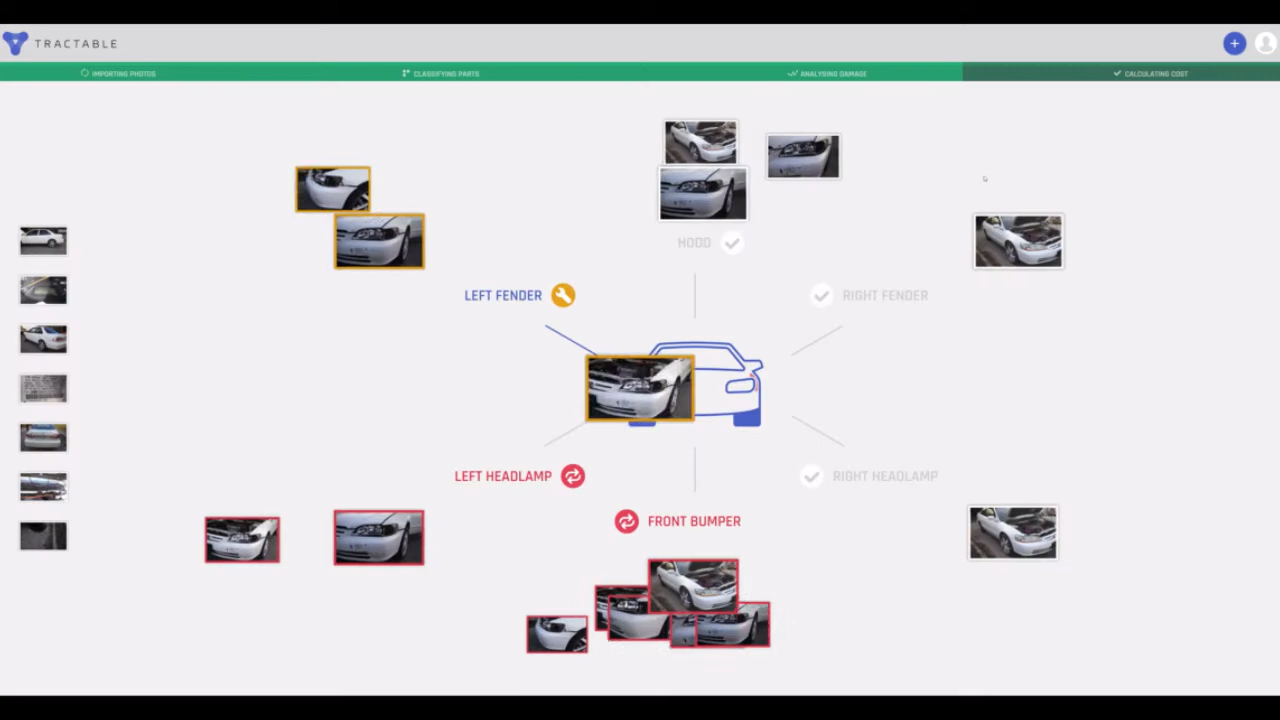 TRACTABLE
IMPORTING PHOTOS
CLASSIFYING PARTS
ANALYSING DAMAGE
CALCULATING COST
HOOD
LEFT FENDER
RIGHT FENDER
LEFT HEADLAMP
RIGHT HEADLAMP
FRONT BUMPER